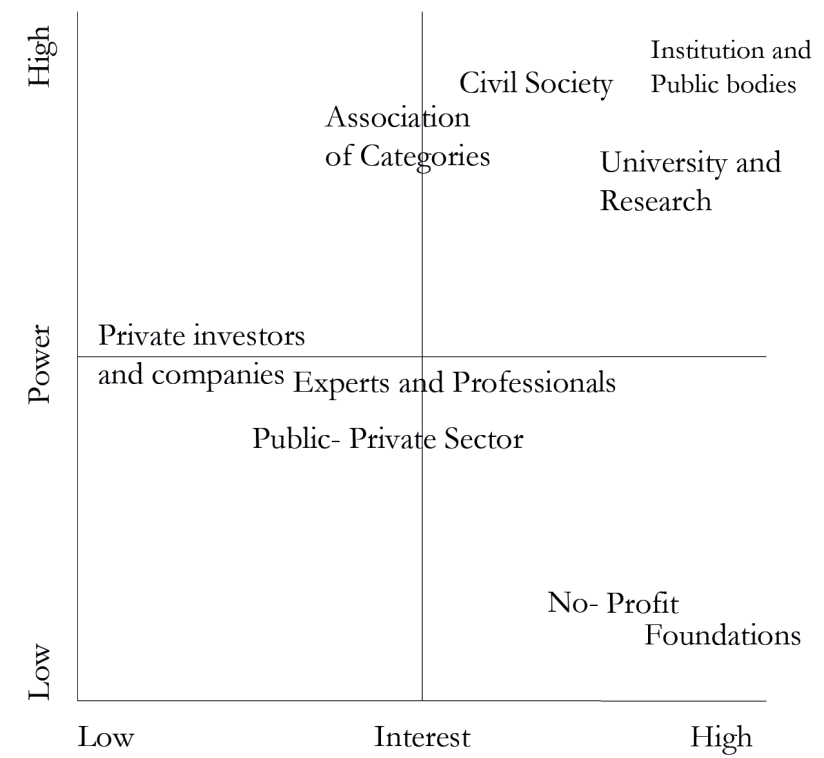 High
Institution and
Civil Society
Public bodies
Association
of Categories
University and
Research
Power
Private investors
and companies
Experts and Professionals
Public- Private Sector
No- Profit
Foundations
Low
Low
Interest
High